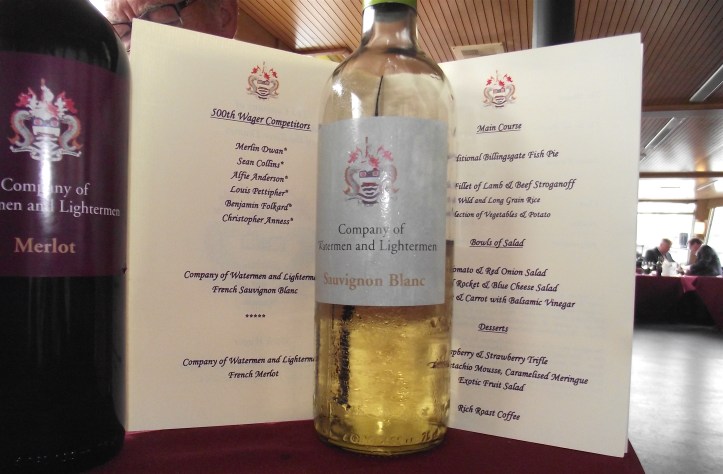 Company of
men and Lightermen
Merlot
500th Wager Competitors
Merlin Dwan*
Sean Collins*
Alfie Anderson*
Louis Pettipher*
Benjamin Folkard*
Christopher Anness*
Company of Watermen and Lighterme
French Sauvignon Blanc
*****
Company of Watermen and Lighterm
French Merlot
Company of
Watermen and Lightermen
Sauvignon Blanc
Main Course
ditional Billingsgate Fish Pie
Fillet of Lamb & Beef Stroganoff
Wild and Long Grain Rice
lection of Vegetables & Potato
Bowls of Salad
omato & Red Onion Salad
Rocket & Blue Cheese Salad
& Carrot with Balsamic Vinegar
Desserts
spberry & Strawberry Trifle
stachio Mousse, Caramelised Meringue
Exotic Fruit Salad
Rich Roast Coffee